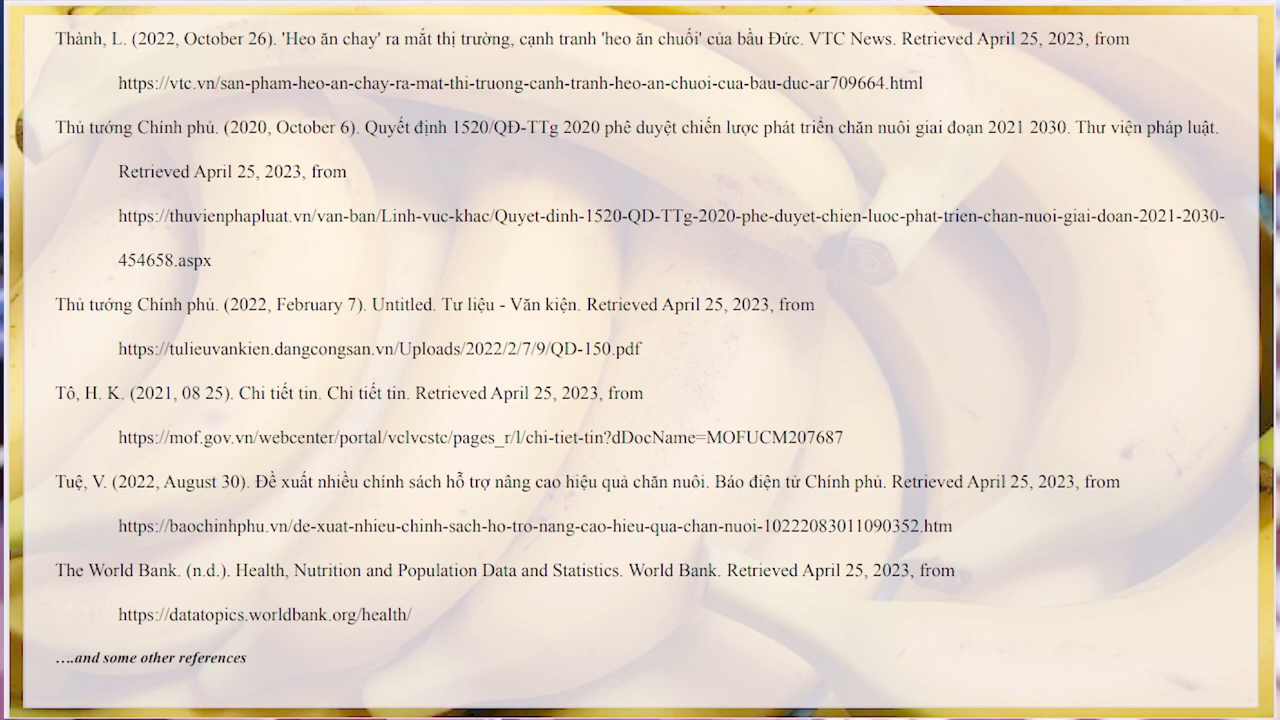 Thành, L. (2022, October 26). 'Heo ăn chay' ra mắt thị trường, cạnh tranh 'heo ăn chuối' của bầu Đức. VTC News. Retrieved April 25, 2023, from
https://vtc.vn/san-pham-heo-an-chay-ra-mat-thi-truong-canh-tranh-heo-an-chuoi-cua-bau-duc-ar709664.html
Thủ tướng Chính phủ. (2020, October 6). Quyết định 1520/QĐ-TTg 2020 phê duyệt chiến lược phát triển chăn nuôi giai đoạn 2021 2030. Thư viện pháp luật.
Retrieved April 25, 2023, from
https://thuvienphapluat.vn/van-ban/Linh-vuc-khac/Quyet-dinh-1520-QD-TTg-2020-phe-duyet-chien-luoc-phat-trien-chan-nuoi-giai-doan-2021-2030-
454658.aspx
Thủ tướng Chính phủ. (2022, February 7). Untitled. Tư liệu - Văn kiện. Retrieved April 25, 2023, from
https://tulieuvankien.dangcongsan.vn/Uploads/2022/2/7/9/QD-150.pdf
Tô, H. K. (2021, 08 25). Chi tiết tin. Chi tiết tin. Retrieved April 25, 2023, from
https://mof.gov.vn/webcenter/portal/vclvcstc/pages_r/l/chi-tiet-tin?dDocName=MOFUCM207687
Tuệ, V. (2022, August 30). Đề xuất nhiều chính sách hỗ trợ nâng cao hiệu quả chăn nuôi. Báo điện tử Chính phủ. Retrieved April 25, 2023, from
https://baochinhphu.vn/de-xuat-nhieu-chinh-sach-ho-tro-nang-cao-hieu-qua-chan-nuoi-10222083011090352.htm
The World Bank. (n.d.). Health, Nutrition and Population Data and Statistics. World Bank. Retrieved April 25, 2023, from
https://datatopics.worldbank.org/health/
….and some other references